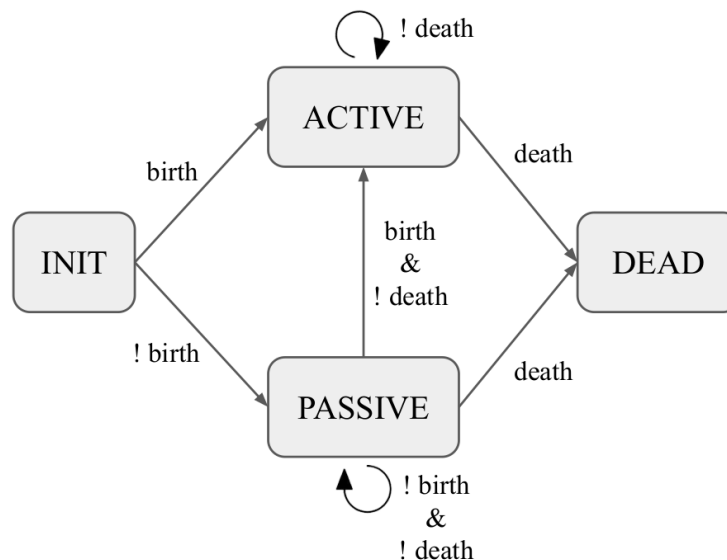 ! death
ACTIVE
birth
death
INIT
birth
&
! death
DEAD
! birth
death
PASSIVE
! birth
&
! death